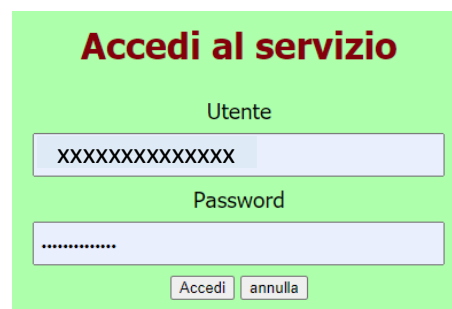 Accedi al servizio
Utente
XXXXXXXXXXXXXX
Password
••••••••••••••
Accedi annulla